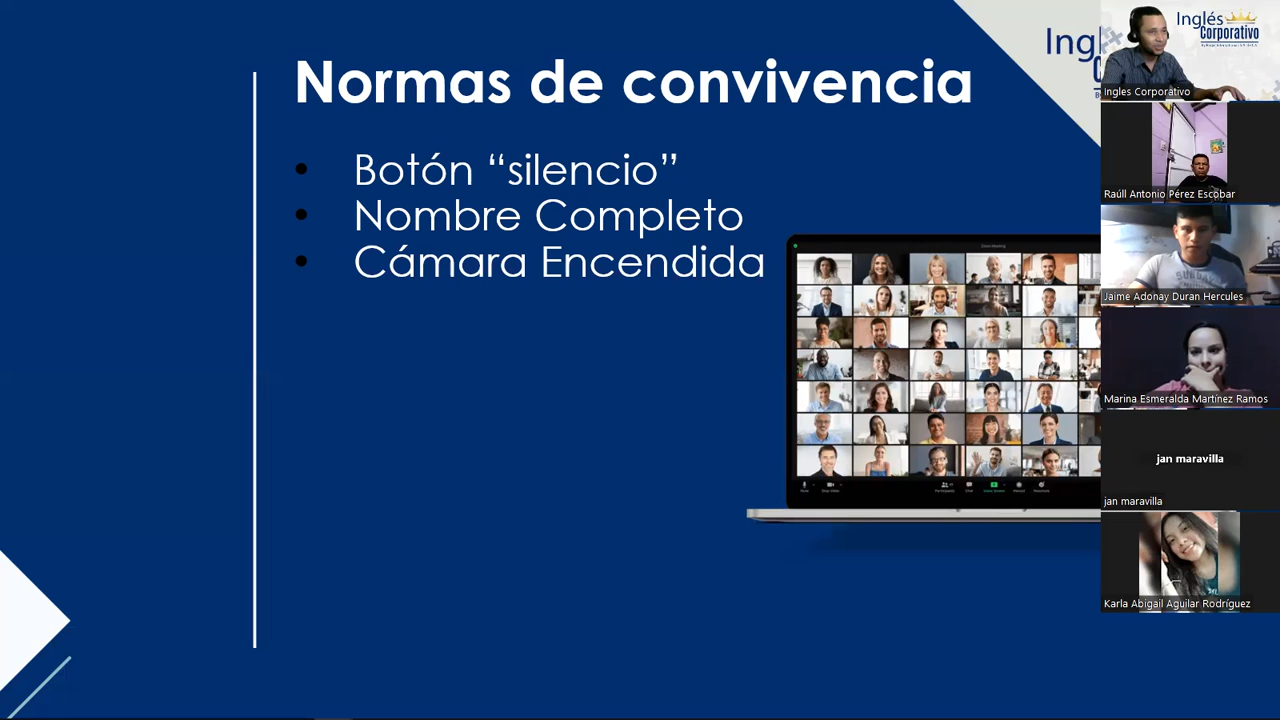 Normas de convivencia
• Botón “silencio”
• Nombre Completo
• Cámara Encendida
Ing
Inglés
Corporativo
Ingles Corporativo
Raúll Antonio Pérez Escobar
Jaime Adonay Duran Hercules
Marina Esmeralda Martínez Ramos
jan maravilla
jan maravilla
Karla Abigail Aguilar Rodríguez